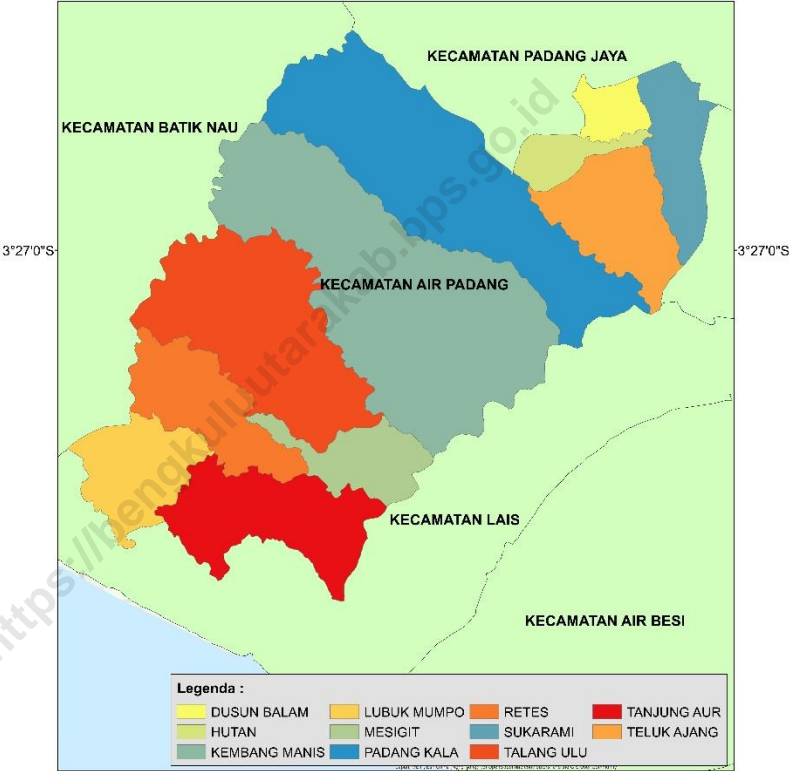 KECAMATAN PADANG JAYA
KECAMATAN BATIK NAU
3°27'0"S
3°27'0"S
KECAMATAN AIR PADANG
KECAMATAN LAIS
KECAMATAN AIR BESI
https://bengkuluutarakab.bps.go.id
Legenda :
DUSUN BALAM
LUBUK MUMPO
RETES
TANJUNG AUR
HUTAN
MESIGIT
SUKARAMI
TELUK AJANG
KEMBANG MANIS
PADANG KALA
TALANG ULU